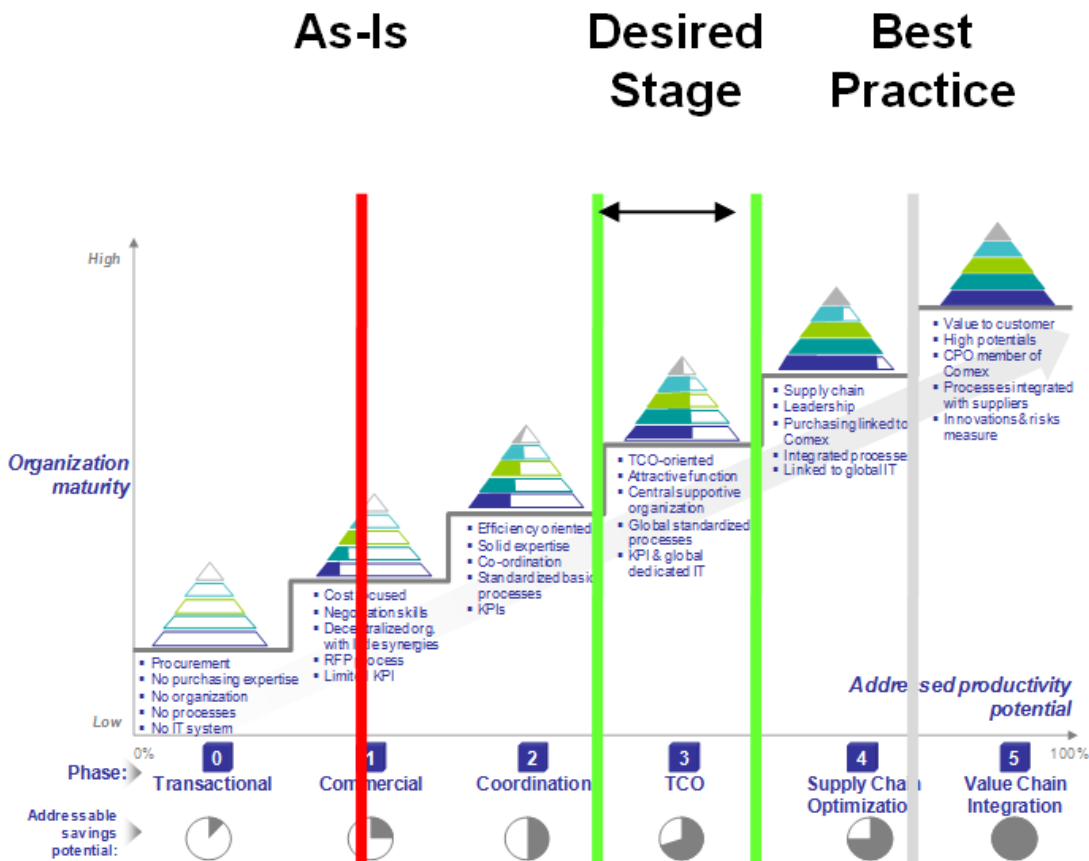 As-Is
Desired
Stage
Best
Practice
High
Organization
maturity
Low
Procurement
No purchasing expertise
No organization
No processes
No IT system
Cost focused
Negotiation skills
Decentralized org.
with little synergies
RFP process
Limited KPI
Efficiency oriented
Solid expertise
Co-ordination
Standardized basic
processes
KPIs
TCO-oriented
Attractive function
Central supportive
organization
Global standardized
processes
KPI & global
dedicated IT
Supply chain
Leadership
Purchasing linked to
Comex
Integrated processes
Linked to global IT
Value to customer
High potentials
CPO member of
Comex
Processes integrated
with suppliers
Innovations & risks
measure
Addressed productivity
potential
0%
100%
Phase:
0
Transactional
1
Commercial
2
Coordination
3
TCO
4
Supply Chain
Optimization
5
Value Chain
Integration
Addressable
savings
potential: